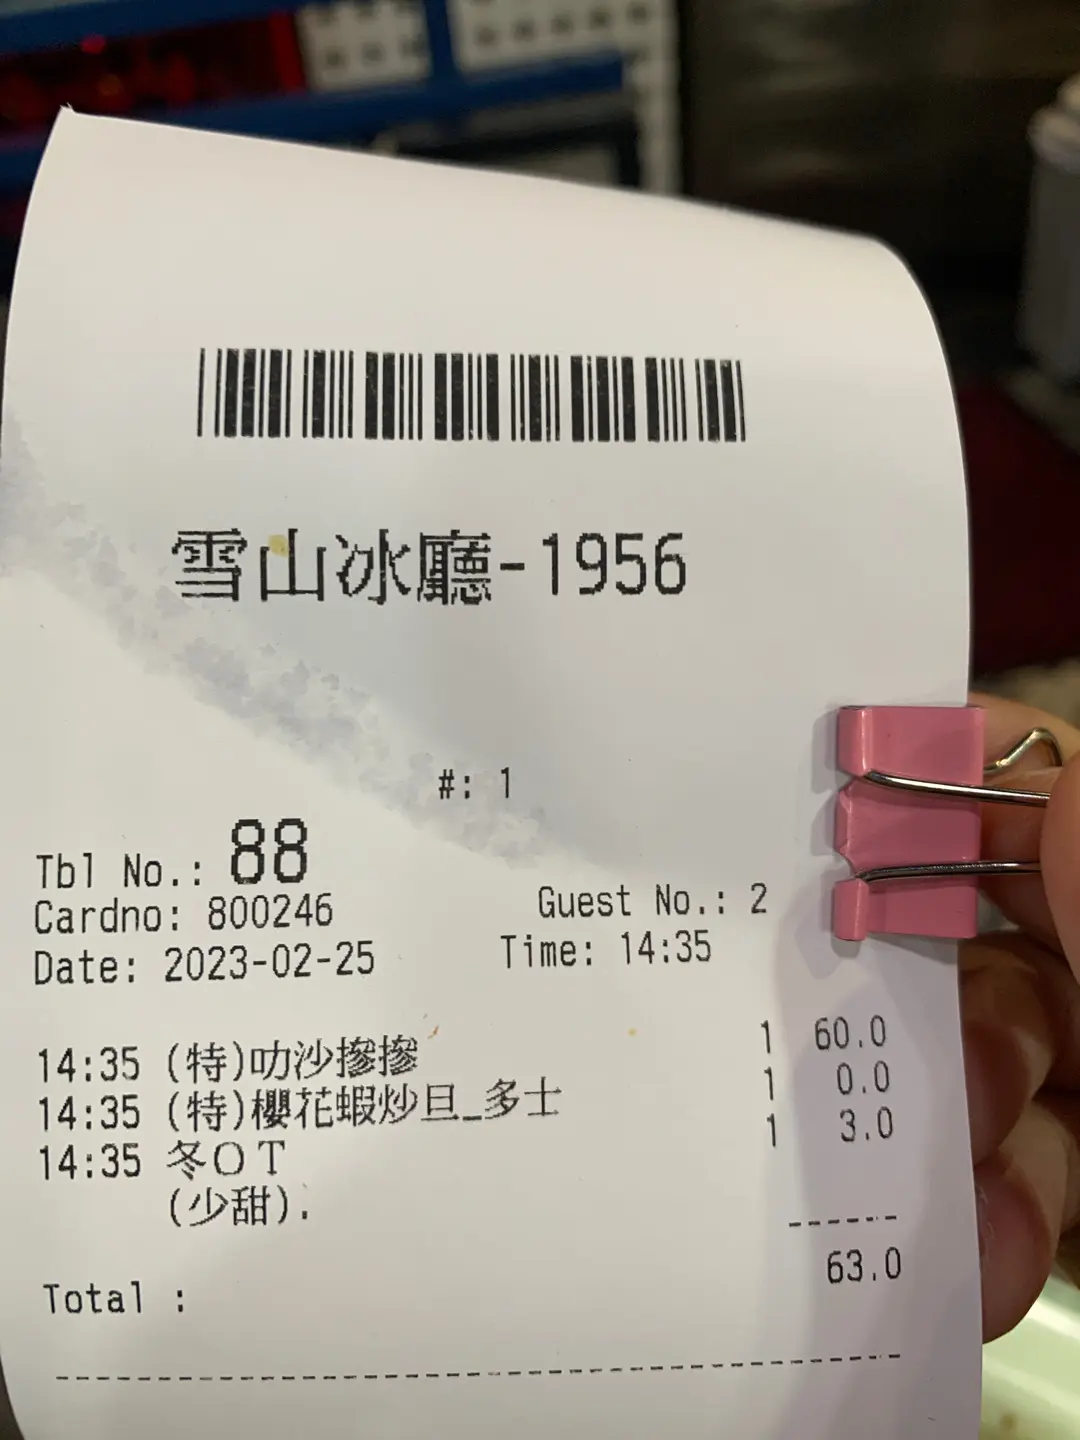 雪山冰廳-1956
#: 1
Tbl No.: 88
Cardno: 800246 Guest No.: 2
Date: 2023-02-25 Time: 14:35
14:35 (特)叻沙摻摻 1 60.0
14:35 (特)櫻花蝦炒旦_多士 1 0.0
14:35 冬OT 1 3.0
(少甜).
63.0
Total :